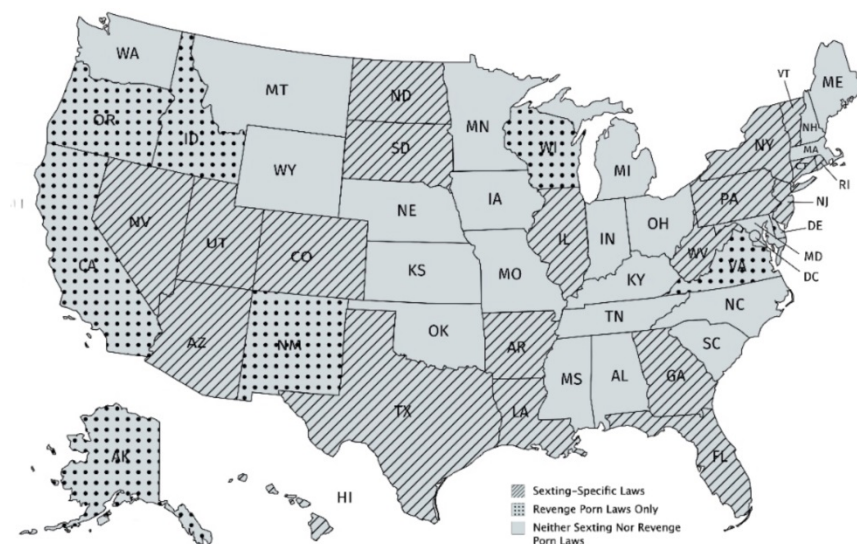 WA
MT
ND
MN
VT
ME
OR
ID
SD
WI
NY
NH
MA
RI
WY
MI
NV
NE
IA
PA
NJ
UT
CO
IL
IN
OH
DE
CA
KS
MO
WV
VA
MD
DC
KY
AZ
NM
OK
AR
TN
NC
SC
TX
LA
MS
AL
GA
FL
AK
HI
Sexting-Specific Laws
Revenge Porn Laws Only
Neither Sexting Nor Revenge
Porn Laws